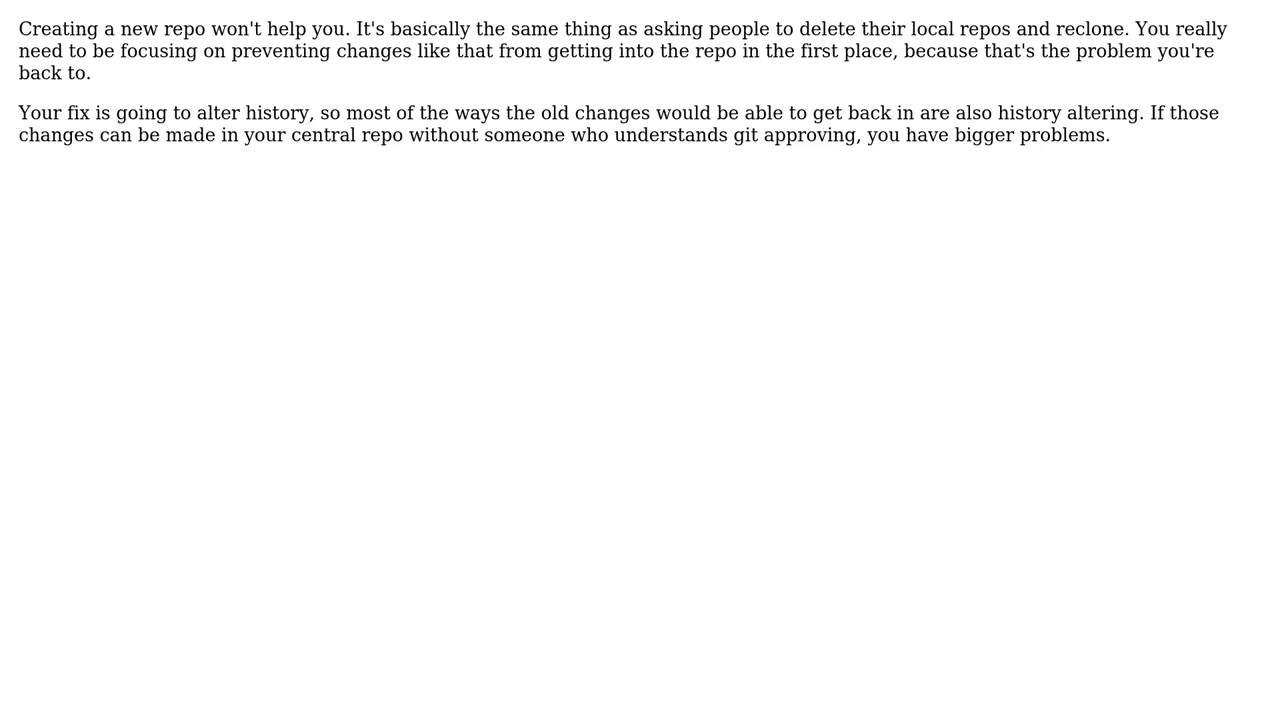 Creating a new repo won't help you. It's basically the same thing as asking people to delete their local repos and reclone. You really
need to be focusing on preventing changes like that from getting into the repo in the first place, because that's the problem you're
back to.
Your fix is going to alter history, so most of the ways the old changes would be able to get back in are also history altering. If those
changes can be made in your central repo without someone who understands git approving, you have bigger problems.